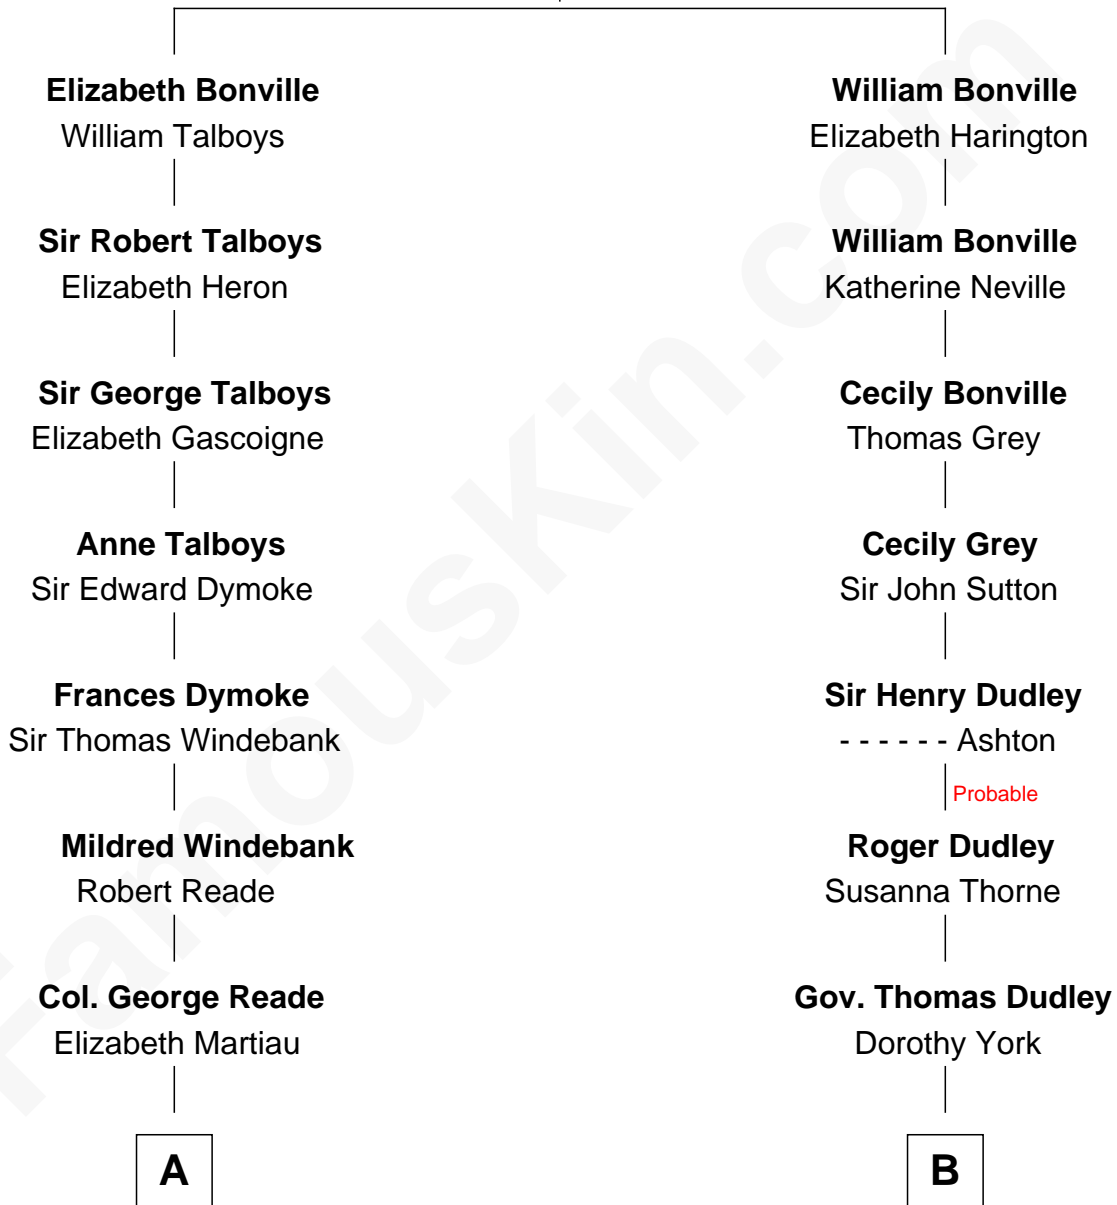 Elizabeth Bonville
William Talboys
Sir Robert Talboys
Elizabeth Heron
Sir George Talboys
Elizabeth Gascoigne
Anne Talboys
Sir Edward Dymoke
Frances Dymoke
Sir Thomas Windebank
Mildred Windebank
Robert Reade
Col. George Reade
Elizabeth Martiau
A
William Bonville
Elizabeth Harington
William Bonville
Katherine Neville
Cecily Bonville
Thomas Grey
Cecily Grey
Sir John Sutton
Sir Henry Dudley
- - - - - - Ashton
Probable
Roger Dudley
Susanna Thorne
Gov. Thomas Dudley
Dorothy York
B
FamousKin.com